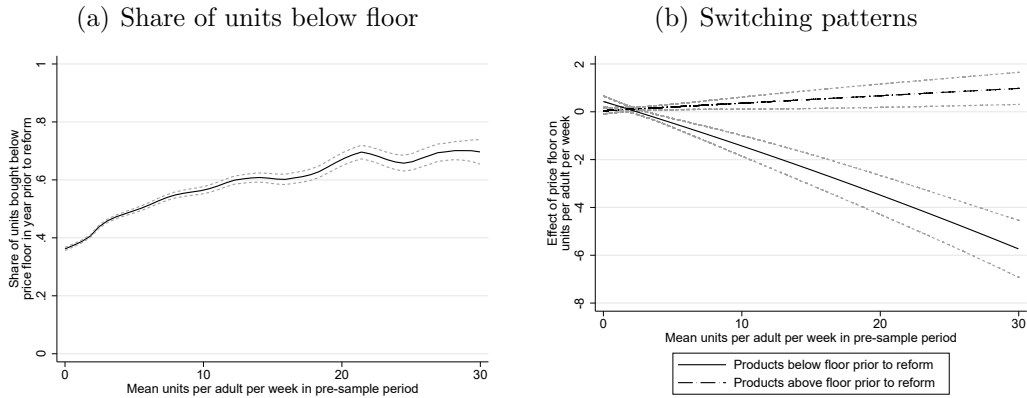 (a) Share of units below floor
Share of units bought below
price floor in year prior to reform
1
.8
.6
.4
.2
0
0 10 20 30
Mean units per adult per week in pre-sample period
(b) Switching patterns
Effect of price floor on
units per adult per week
2
0
-2
-4
-6
-8
0 10 20 30
Mean units per adult per week in pre-sample period
Products below floor prior to reform
Products above floor prior to reform